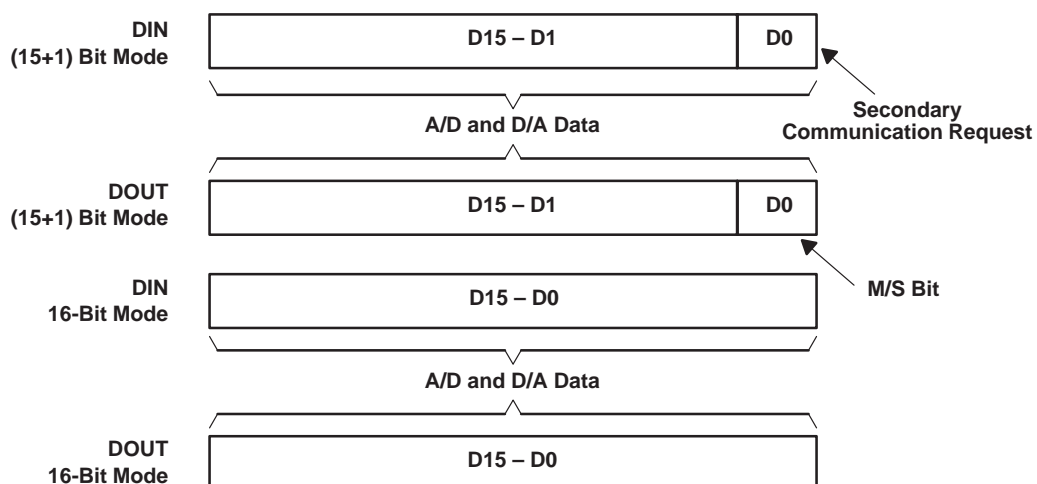 DIN
(15+1) Bit Mode
D15 – D1
D0
Secondary
Communication Request
A/D and D/A Data
DOUT
(15+1) Bit Mode
D15 – D1
D0
M/S Bit
DIN
16-Bit Mode
D15 – D0
A/D and D/A Data
DOUT
16-Bit Mode
D15 – D0